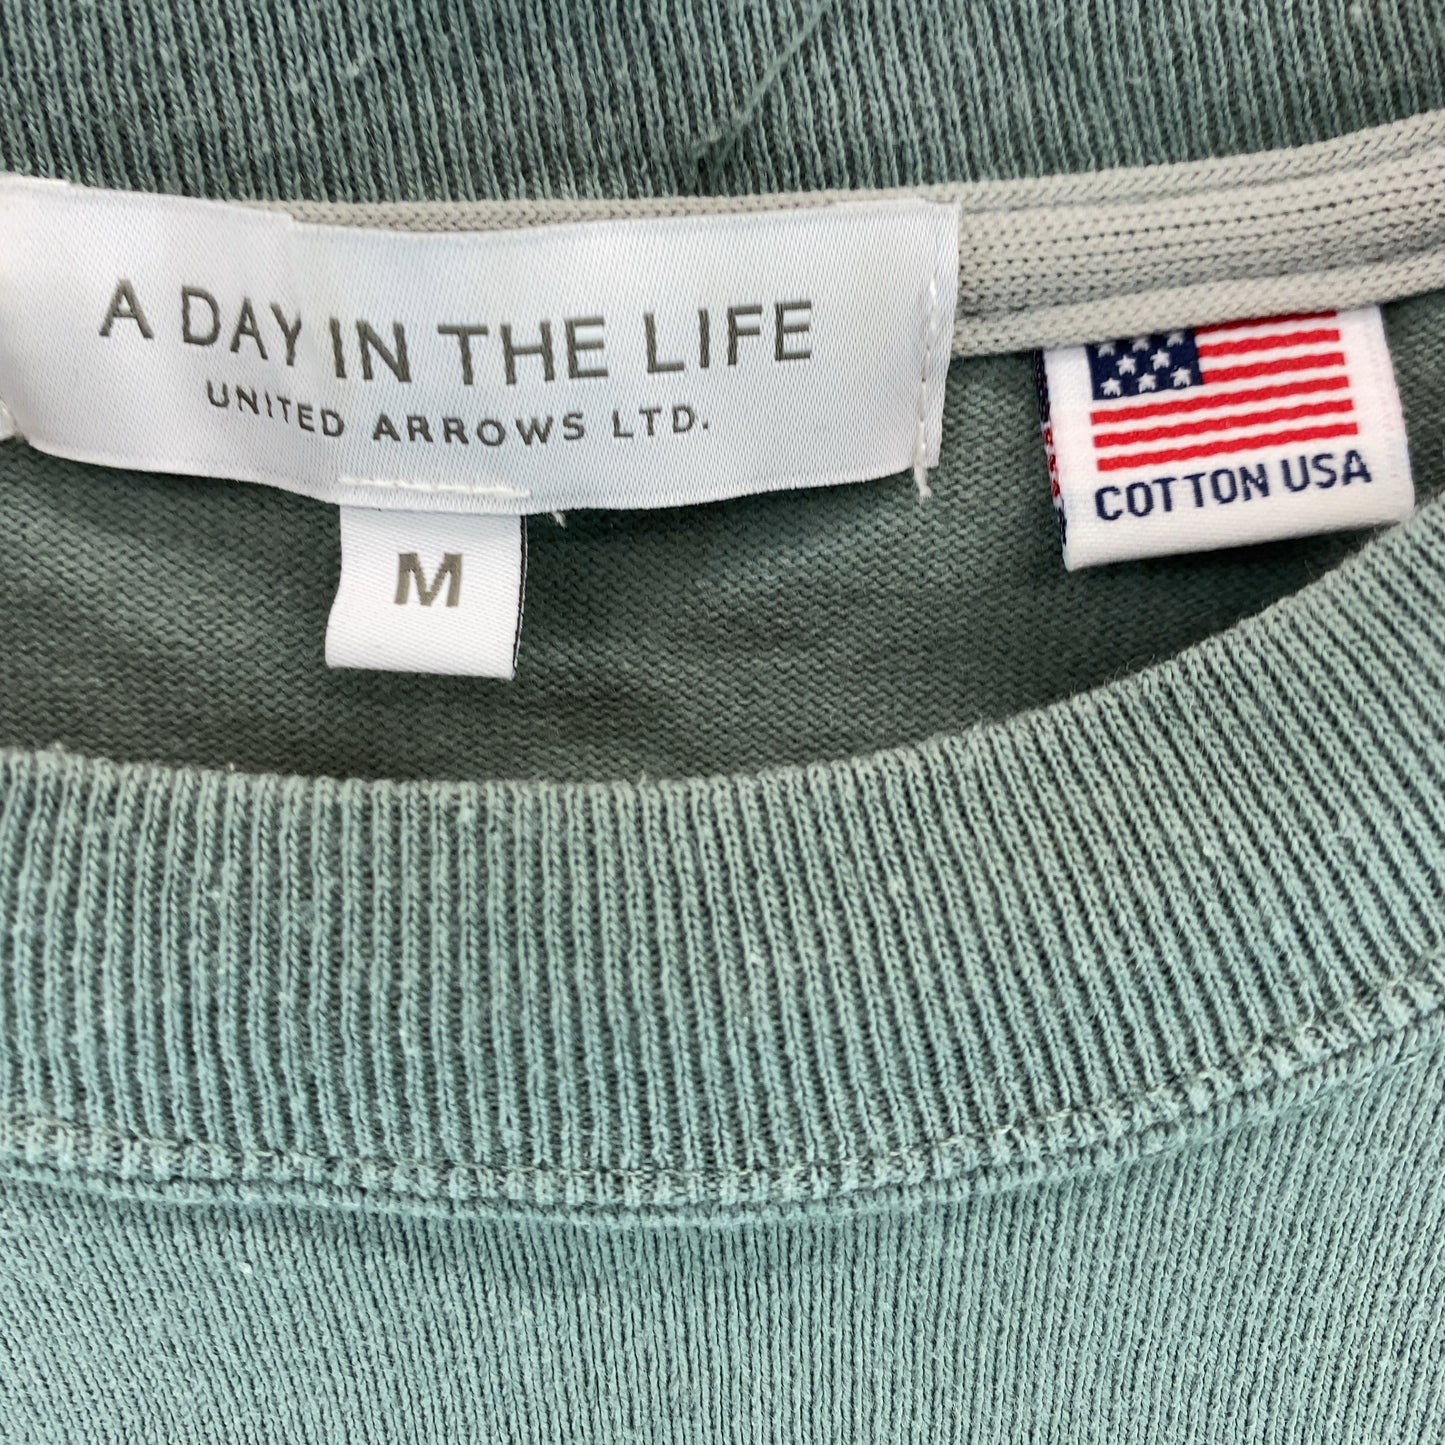 A DAY IN THE LIFE
UNITED ARROWS LTD.
M
COTTON USA